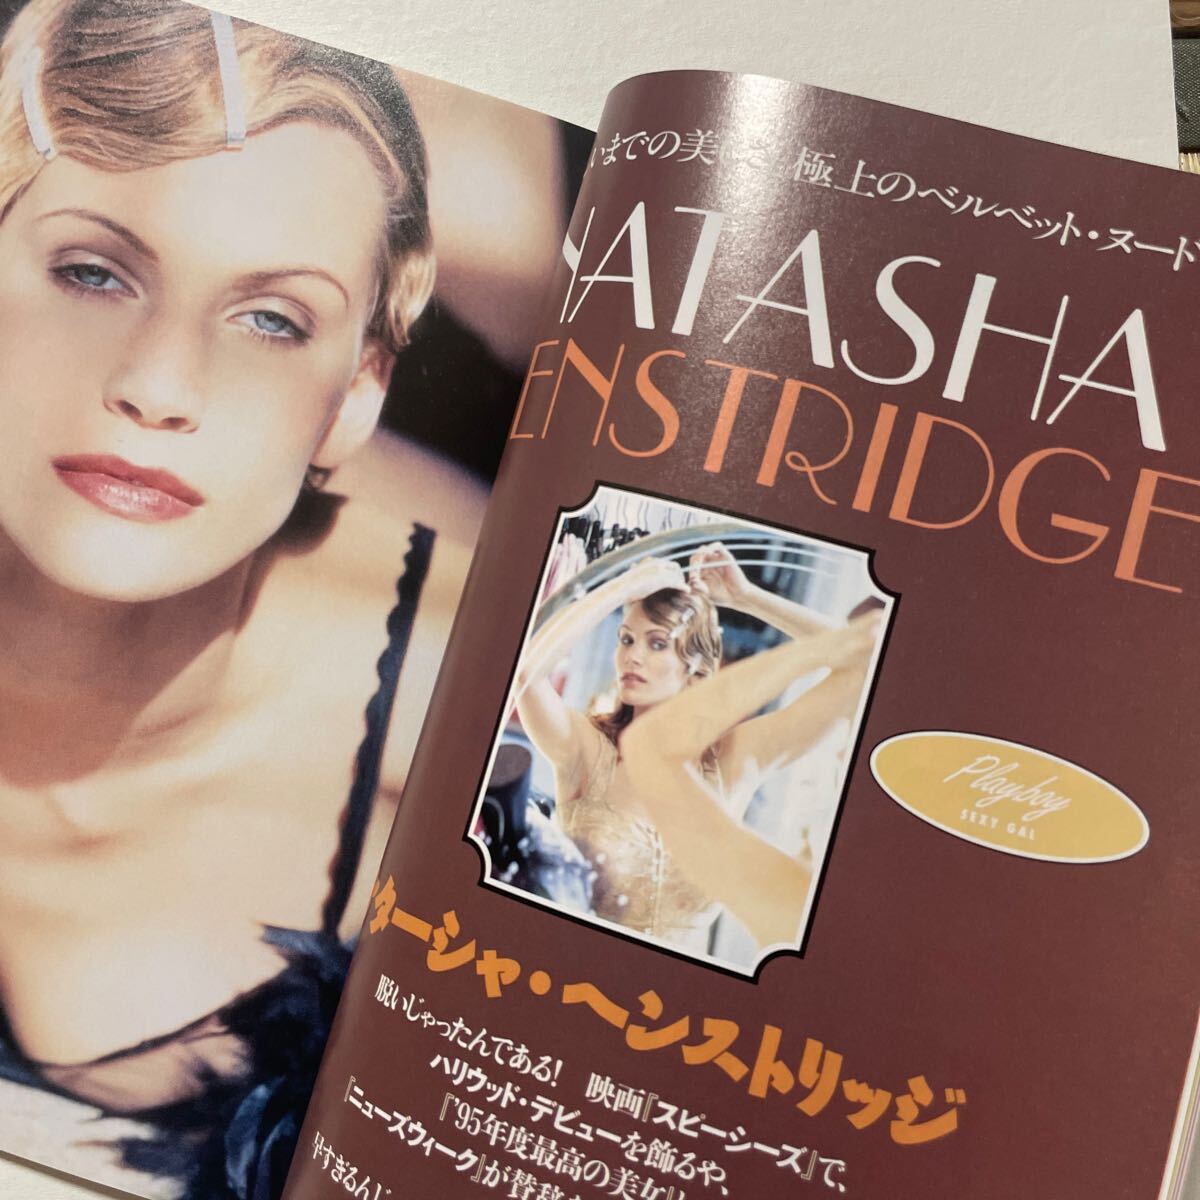 いまでの美しさ 極上のベルベット・ヌード
NATASHA
ENSTRIDGE
Playboy
SEXY GAL
ターシャ・ヘンストリッジ
脱いじゃったんである! 映画『スピーシーズ』で、
ハリウッド・デビューを飾るや、
『'95年度最高の美女』
『ニューズウィーク』が賛辞
早すぎるんじ